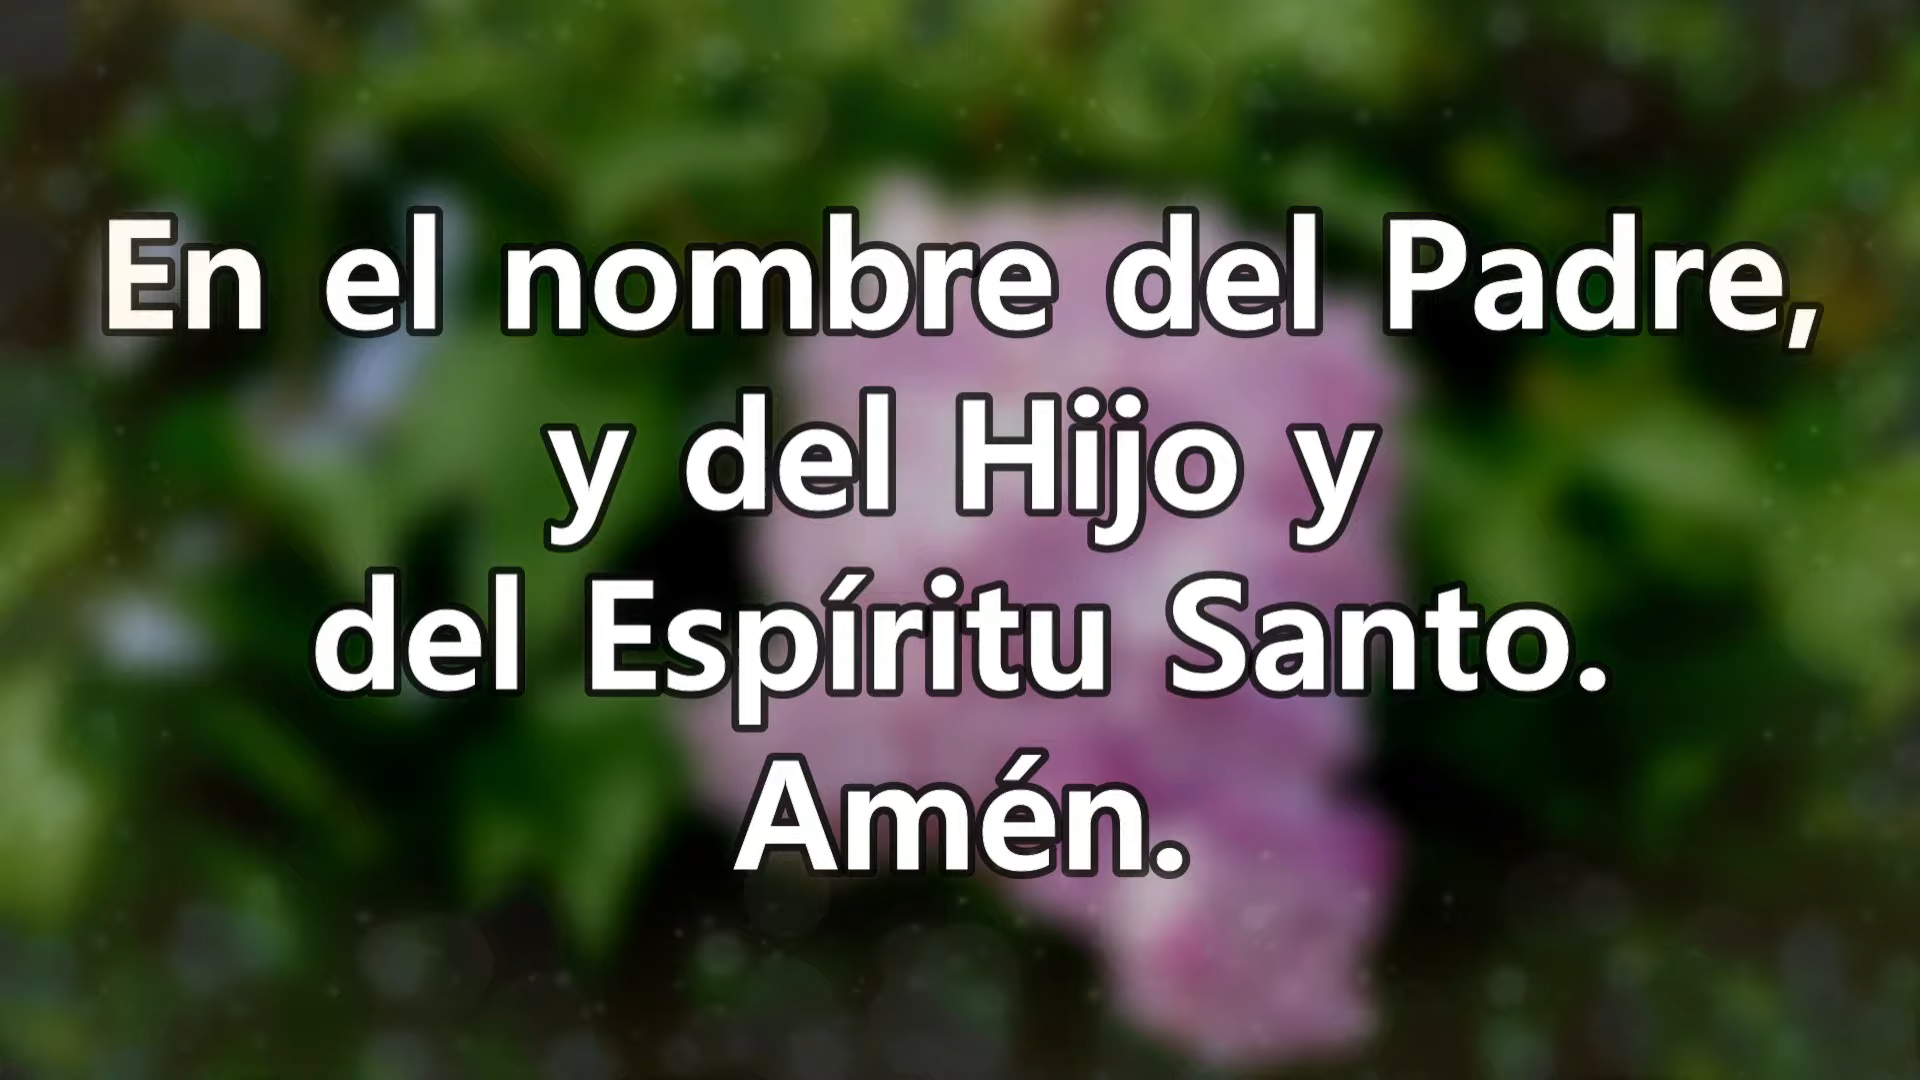 En el nombre del Padre,
y del Hijo y
del Espíritu Santo.
Amén.